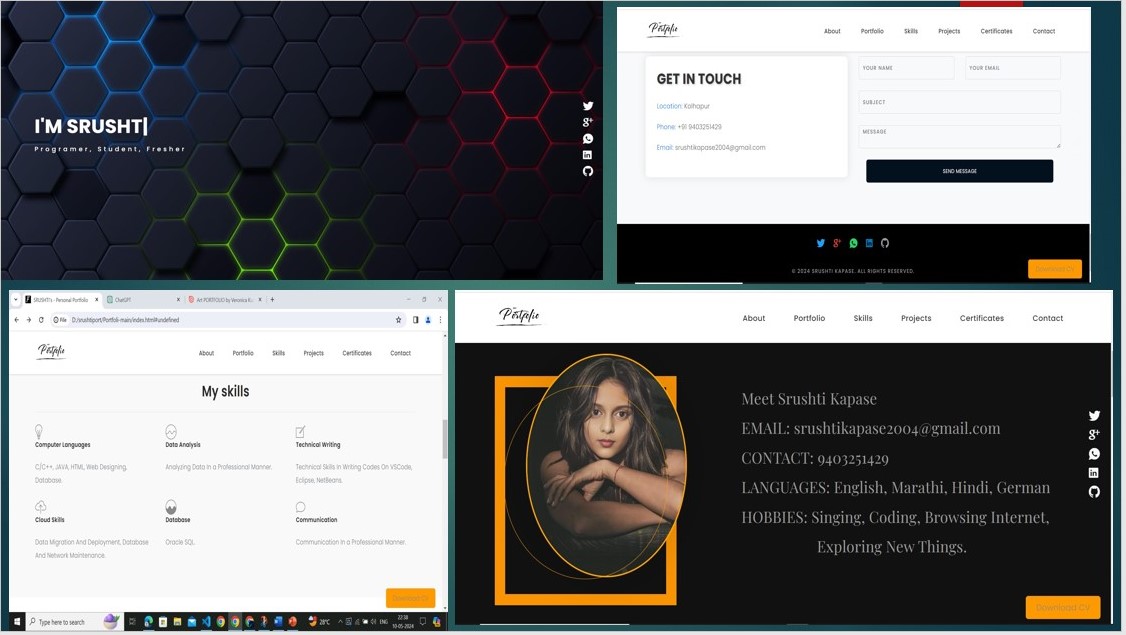 I'M SRUSHT
Programer, Student, Fresher
Portfolio
About Portfolio Skills Projects Certificates Contact
GET IN TOUCH
Location: Kolhapur
Phone: +91 9403251429
Email: srushtikapase2004@gmail.com
YOUR NAME YOUR EMAIL
SUBJECT
MESSAGE
SEND MESSAGE
© 2024 SRUSHTI KAPASE. ALL RIGHTS RESERVED.
Download CV
SRUSHTI's - Personal Portfolio ChatGPT Art PORTFOLIO by Veronica R...
File D:/srushtiport/Portfoli-main/index.html#undefined
Portfolio
About Portfolio Skills Projects Certificates Contact
My skills
Computer Languages
C/C++, JAVA, HTML, Web Designing,
Database.
Data Analysis
Analyzing Data In a Professional Manner.
Technical Writing
Technical Skills In Writing Codes On VSCode,
Eclipse, NetBeans.
Cloud Skills
Data Migration And Deployment, Database
And Network Maintenance.
Database
Oracle SQL.
Communication
Communication In a Professional Manner.
Download CV
Type here to search
28°C
ENG
22:38
10-05-2024
Portfolio
About Portfolio Skills Projects Certificates Contact
Meet Srushti Kapase
EMAIL: srushtikapase2004@gmail.com
CONTACT: 9403251429
LANGUAGES: English, Marathi, Hindi, German
HOBBIES: Singing, Coding, Browsing Internet,
Exploring New Things.
Download CV